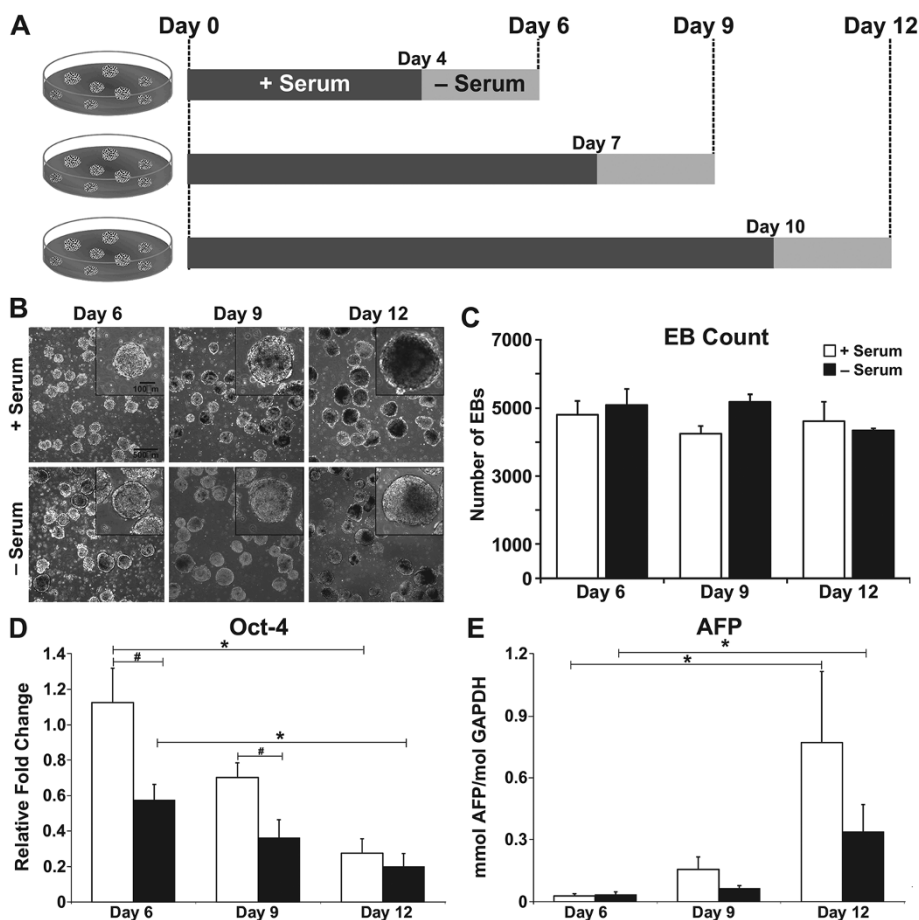 A
Day 0
Day 6
Day 9
Day 12
Day 4
+ Serum
– Serum
Day 7
Day 10
B
Day 6
Day 9
Day 12
+ Serum
– Serum
100 m
C
EB Count
+ Serum
– Serum
Number of EBs
7000
5000
4000
3000
2000
1000
0
Day 6
Day 9
Day 12
D
Oct-4
*
#
*
#
Relative Fold Change
1.4
1.2
1.0
0.8
0.6
0.4
0.2
0
Day 6
Day 9
Day 12
E
AFP
*
*
mmol AFP/mol GAPDH
1.2
0.9
0.6
0.3
0
Day 6
Day 9
Day 12